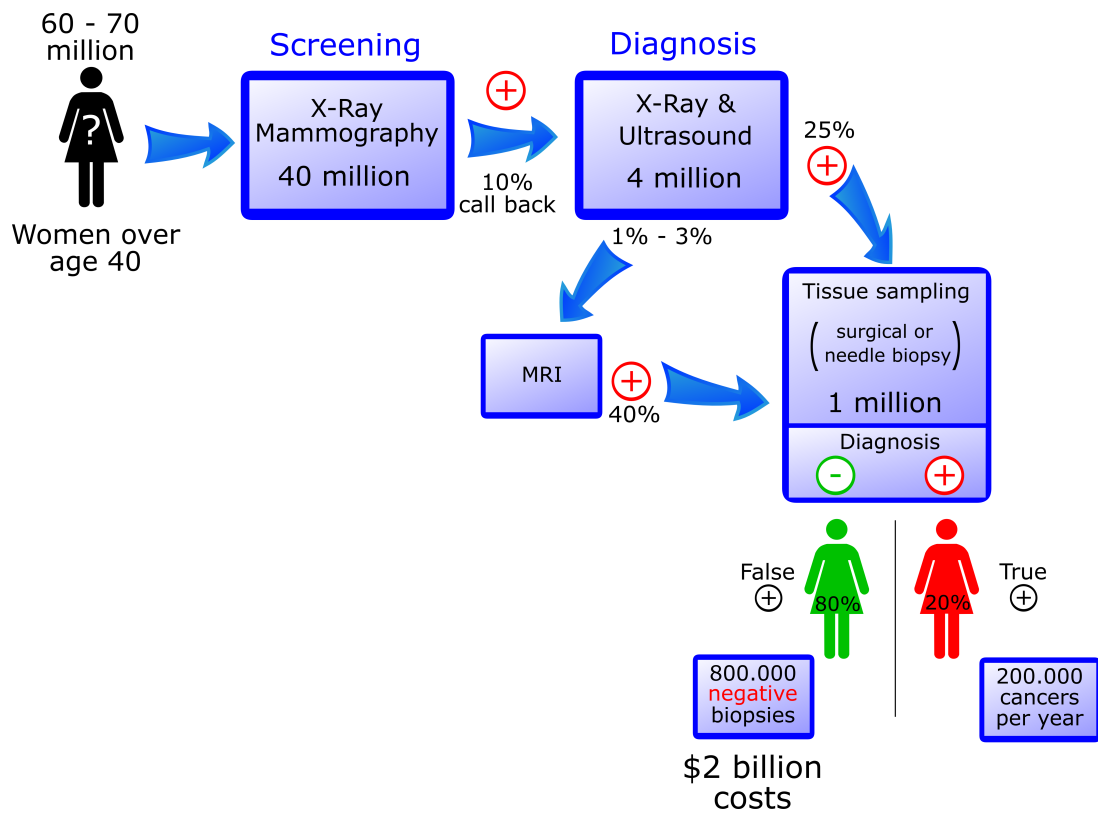 60 - 70
million
?
Women over
age 40
Screening
X-Ray
Mammography
40 million
+
10%
call back
Diagnosis
X-Ray &
Ultrasound
4 million
25%
+
1% - 3%
MRI
+
40%
Tissue sampling
( surgical or
needle biopsy )
1 million
Diagnosis
- +
False
+
80%
20%
True
+
800.000
negative
biopsies
$2 billion
costs
200.000
cancers
per year